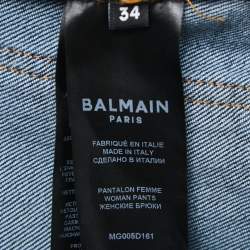 34
BALMAIN
PARIS
FABRIQUÉ EN ITALIE
MADE IN ITALY
СДЕЛАНО В ИТАЛИИ
PANTALON FEMME
WOMAN PANTS
ЖЕНСКИЕ БРЮКИ
MG005D161